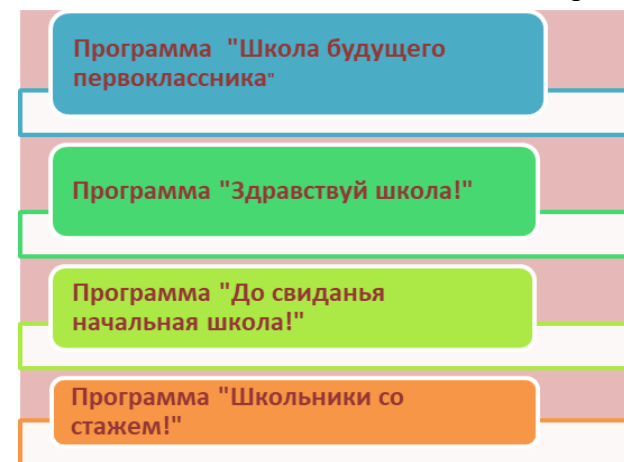 Программа "Школа будущего
первоклассника"
Программа "Здравствуй школа!"
Программа "До свиданья
начальная школа!"
Программа "Школьники со
стажем!"